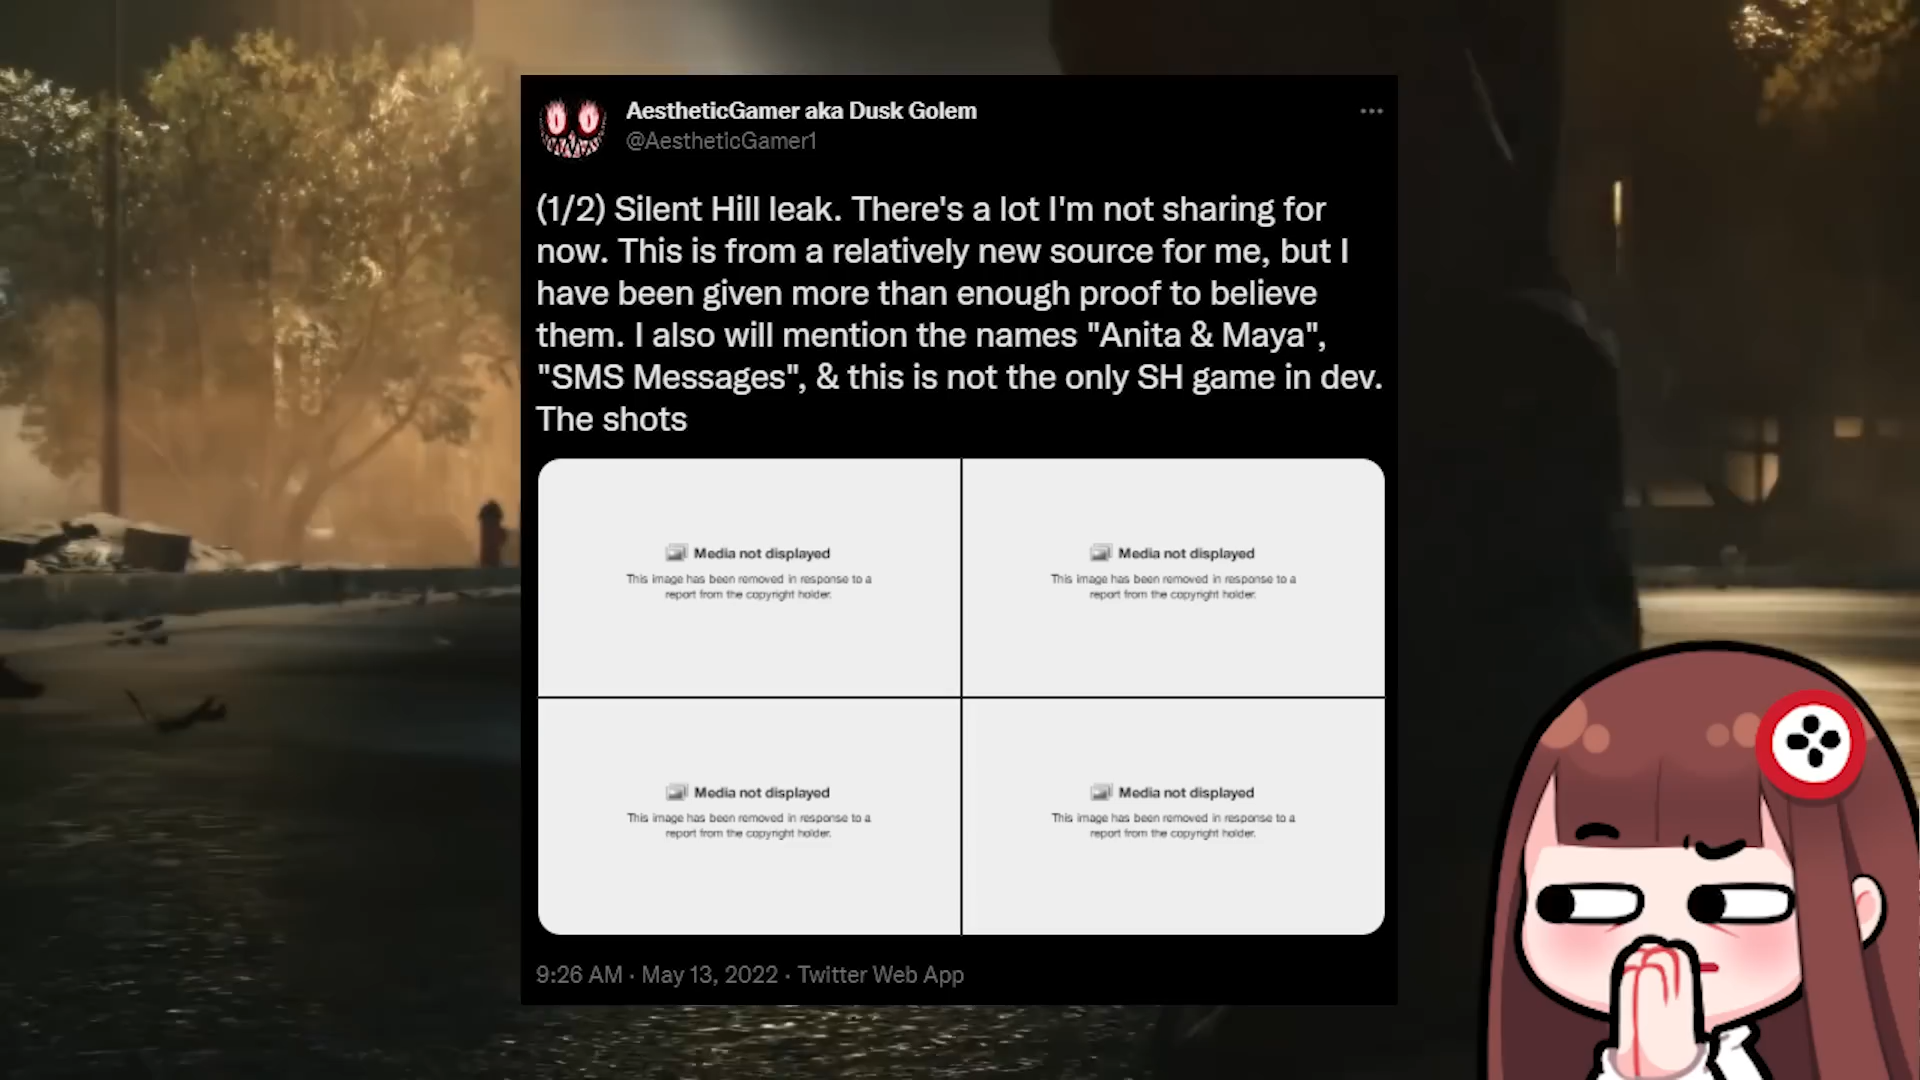 AestheticGamer aka Dusk Golem
@AestheticGamer1
(1/2) Silent Hill leak. There's a lot I'm not sharing for
now. This is from a relatively new source for me, but I
have been given more than enough proof to believe
them. I also will mention the names "Anita & Maya",
"SMS Messages", & this is not the only SH game in dev.
The shots
Media not displayed
This image has been removed in response to a
report from the copyright holder.
Media not displayed
This image has been removed in response to a
report from the copyright holder.
Media not displayed
This image has been removed in response to a
report from the copyright holder.
Media not displayed
This image has been removed in response to a
report from the copyright holder.
9:26 AM · May 13, 2022 · Twitter Web App